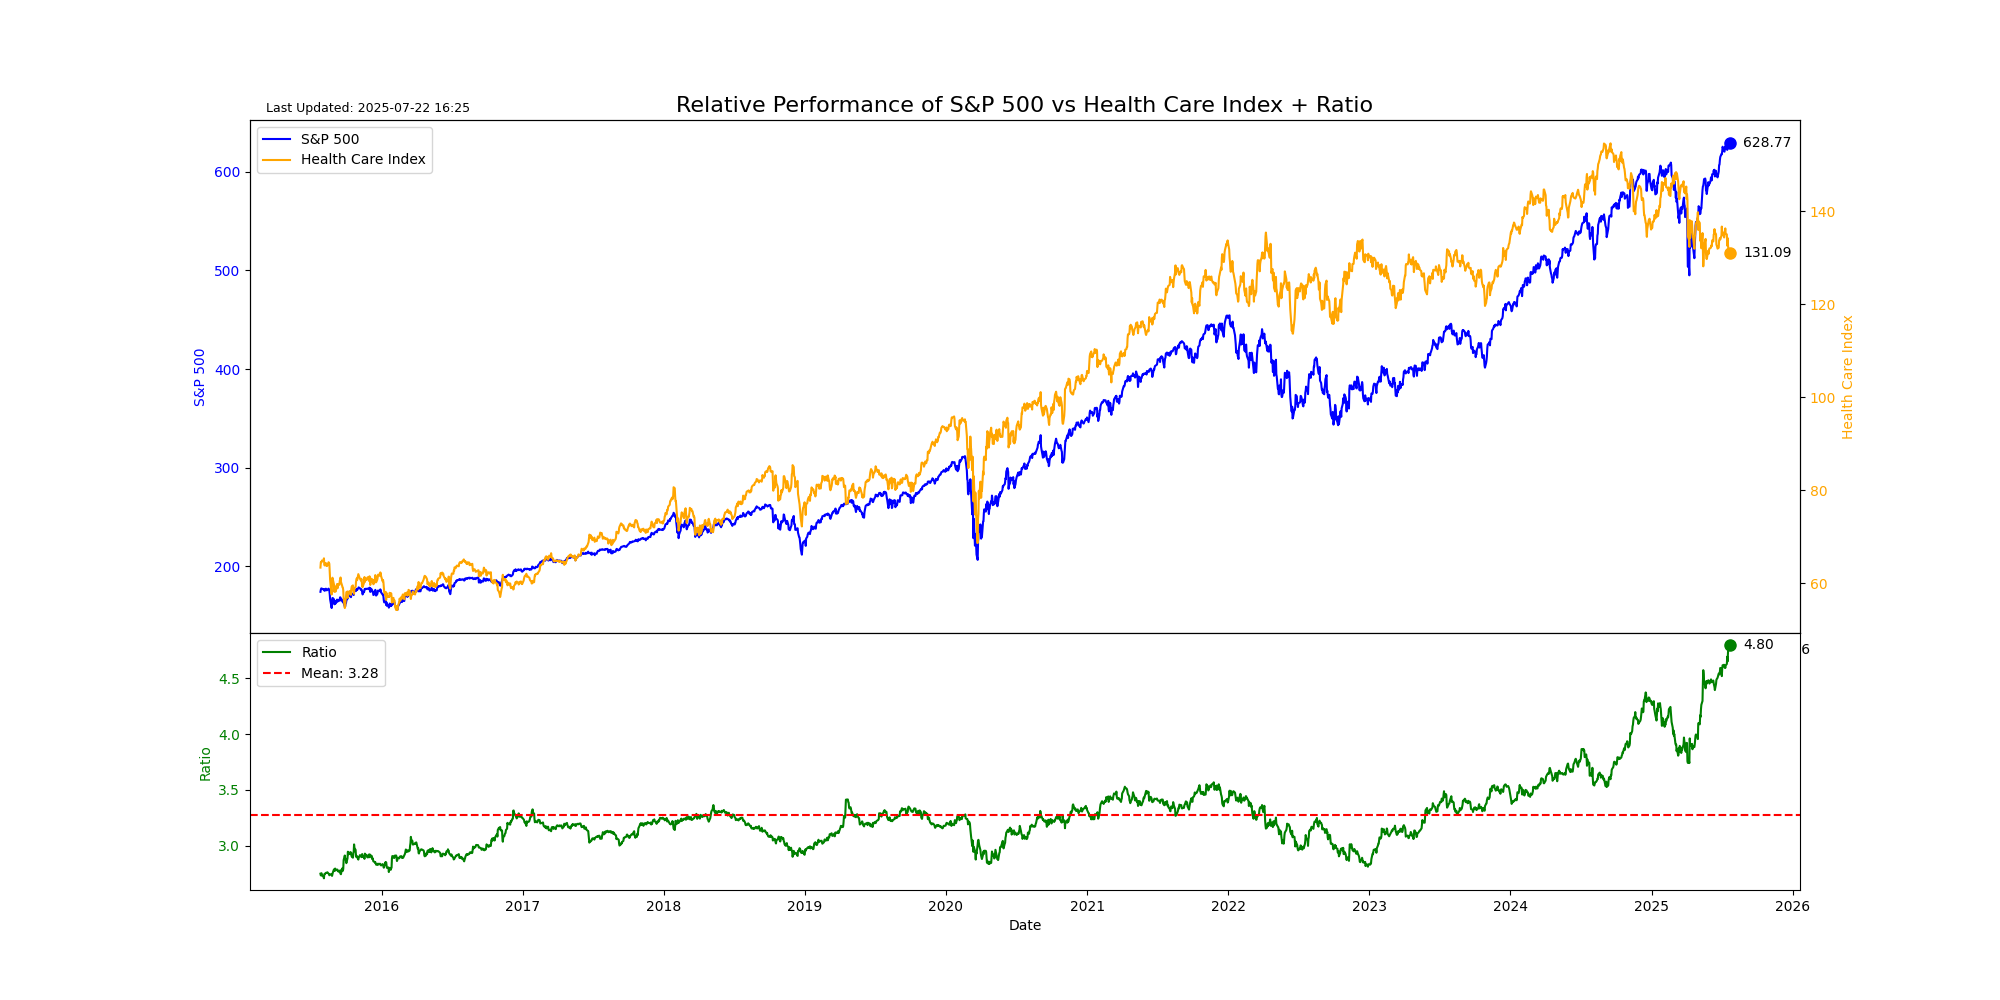 Last Updated: 2025-07-22 16:25
Relative Performance of S&P 500 vs Health Care Index + Ratio
S&P 500
Health Care Index
600
500
400
300
200
S&P 500
628.77
131.09
140
120
100
80
60
Health Care Index
Ratio
Mean: 3.28
4.80
6
4.5
4.0
3.5
3.0
Ratio
2016 2017 2018 2019 2020 2021 2022 2023 2024 2025 2026
Date